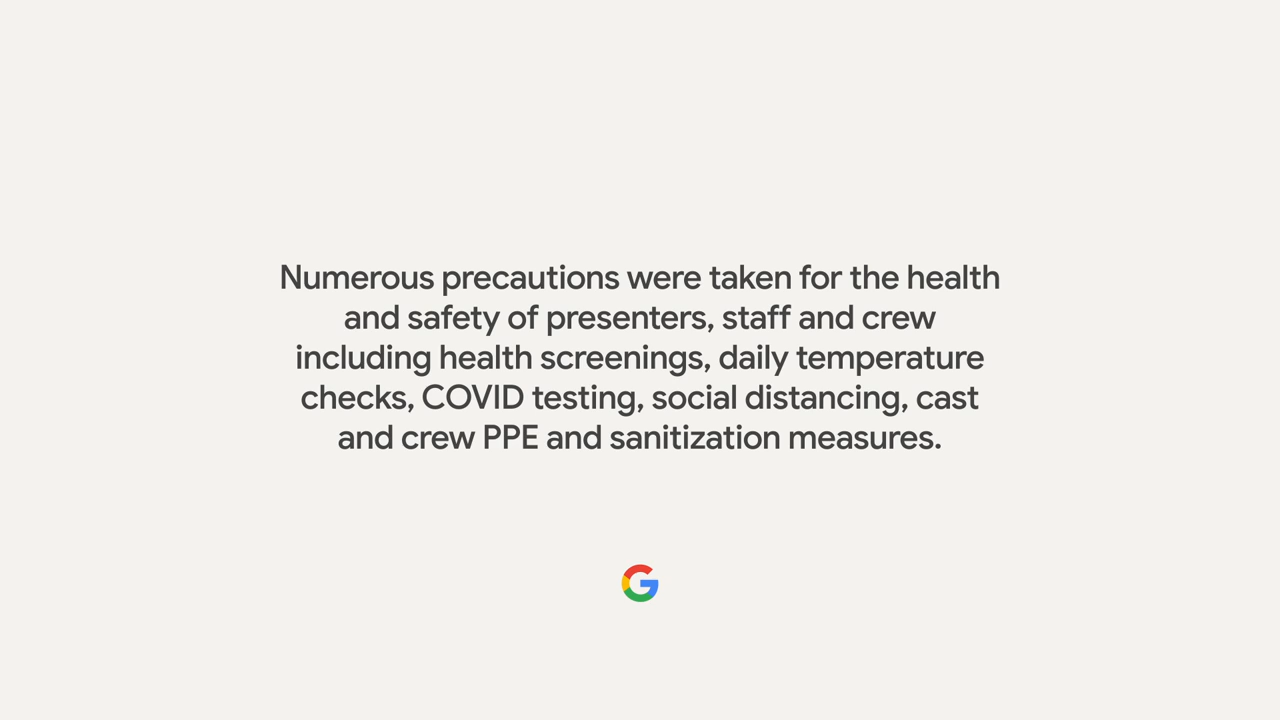 Numerous precautions were taken for the health
and safety of presenters, staff and crew
including health screenings, daily temperature
checks, COVID testing, social distancing, cast
and crew PPE and sanitization measures.